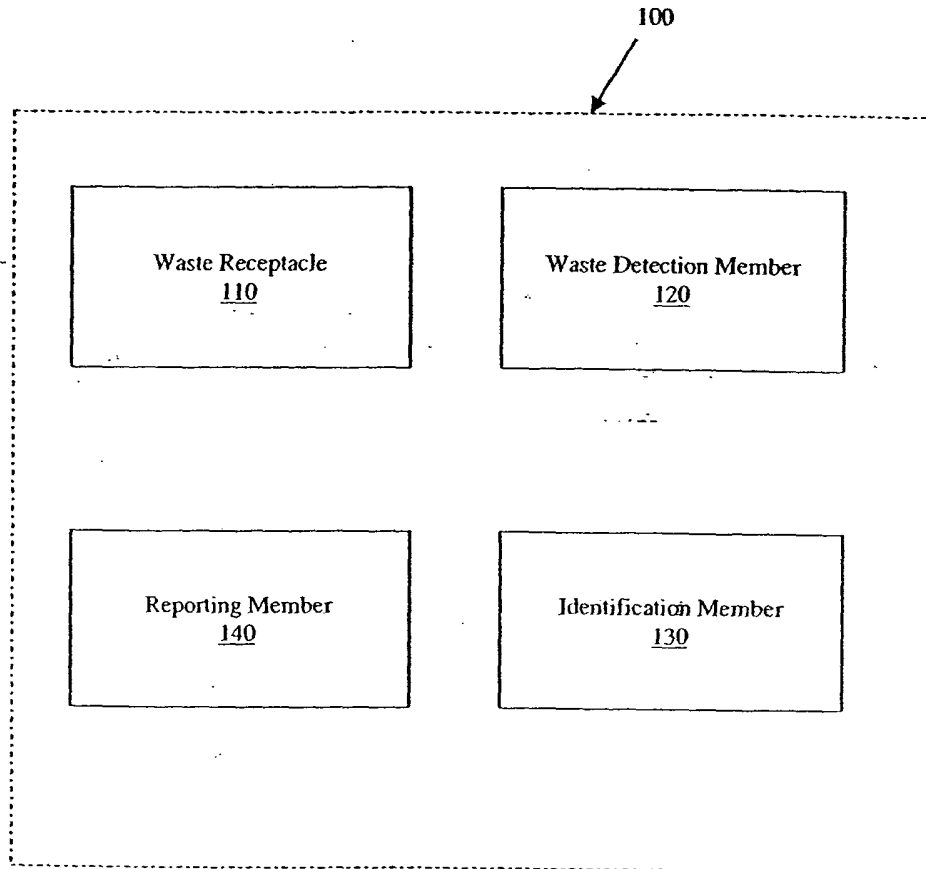 100
Waste Receptacle
110
Waste Detection Member
120
Reporting Member
140
Identification Member
130